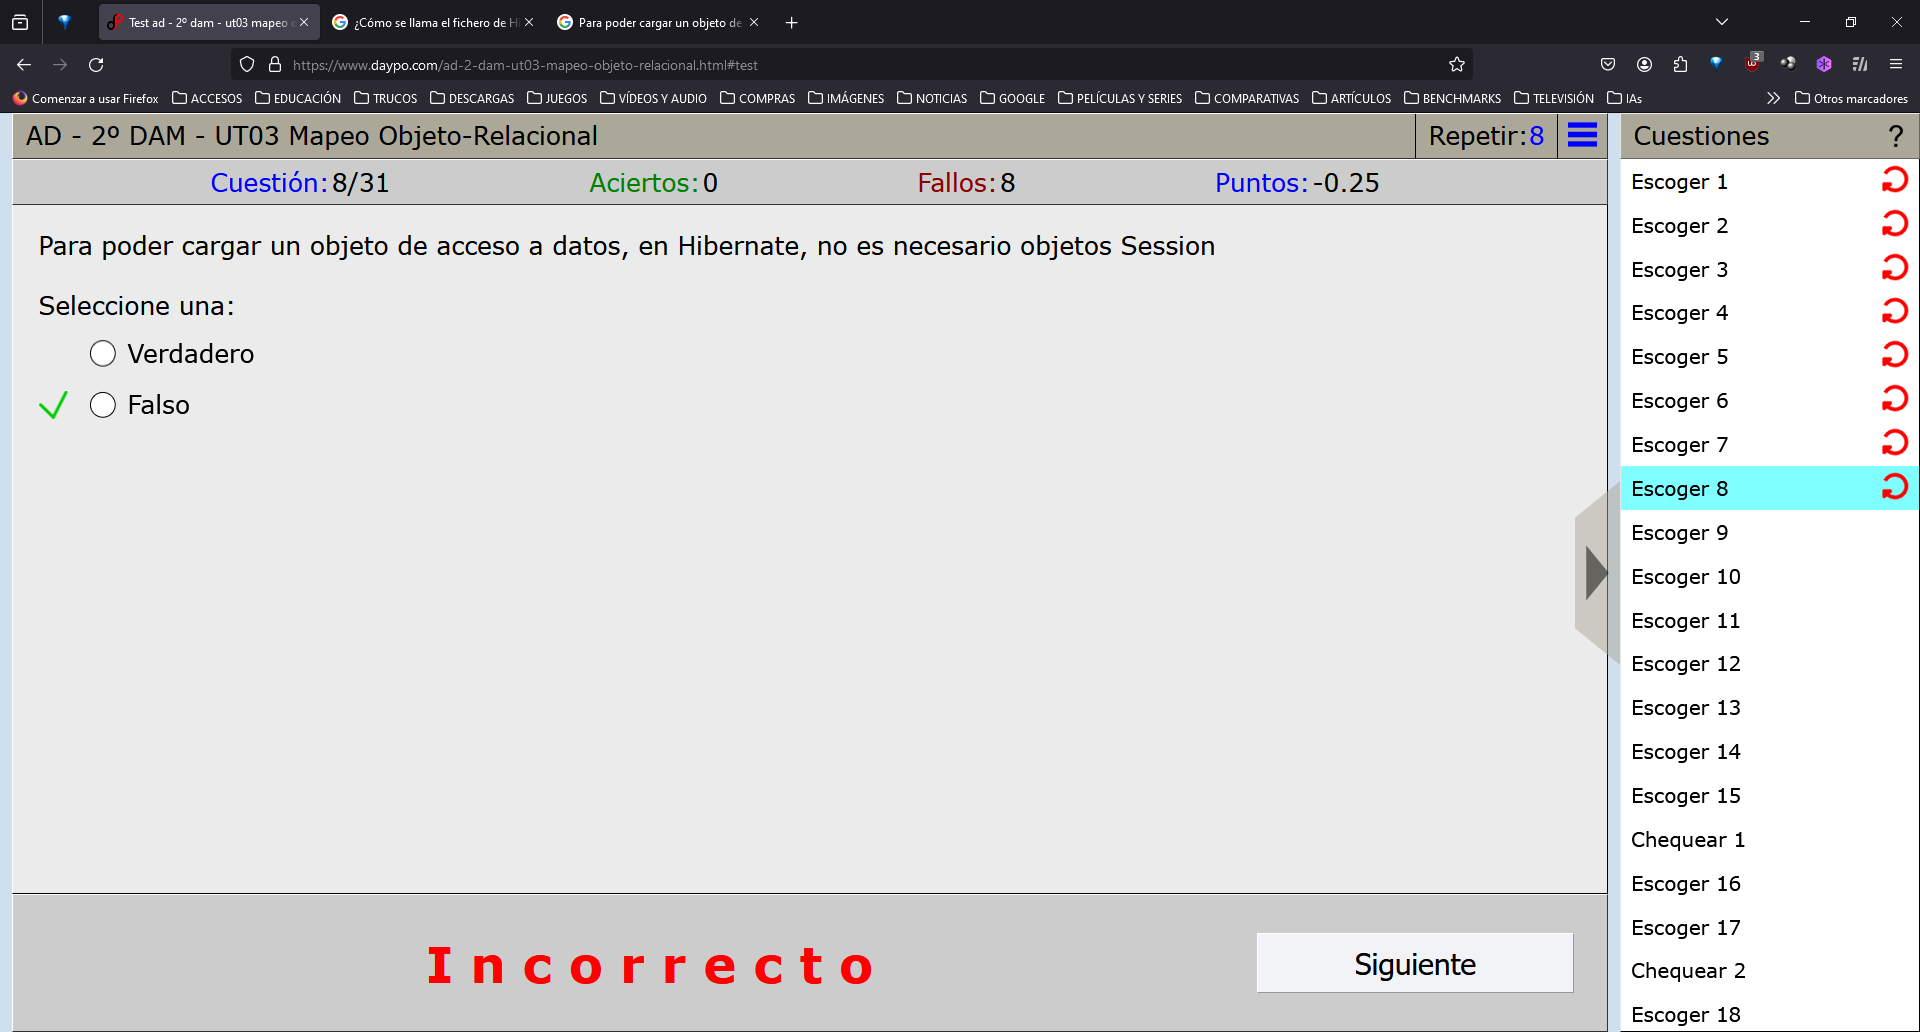 Test ad - 2º dam - ut03 mapeo
¿Cómo se llama el fichero de Hi
Para poder cargar un objeto de
https://www.daypo.com/ad-2-dam-ut03-mapeo-objeto-relacional.html#test
3
Comenzar a usar Firefox
ACCESOS
EDUCACIÓN
TRUCOS
DESCARGAS
JUEGOS
VÍDEOS Y AUDIO
COMPRAS
IMÁGENES
NOTICIAS
GOOGLE
PELÍCULAS Y SERIES
COMPARATIVAS
ARTÍCULOS
BENCHMARKS
TELEVISIÓN
IAs
Otros marcadores
AD - 2º DAM - UT03 Mapeo Objeto-Relacional
Repetir:8
Cuestión:8/31
Aciertos:0
Fallos:8
Puntos:-0.25
Para poder cargar un objeto de acceso a datos, en Hibernate, no es necesario objetos Session
Seleccione una:
Verdadero
Falso
Incorrecto
Siguiente
Cuestiones ?
Escoger 1
Escoger 2
Escoger 3
Escoger 4
Escoger 5
Escoger 6
Escoger 7
Escoger 8
Escoger 9
Escoger 10
Escoger 11
Escoger 12
Escoger 13
Escoger 14
Escoger 15
Chequear 1
Escoger 16
Escoger 17
Chequear 2
Escoger 18